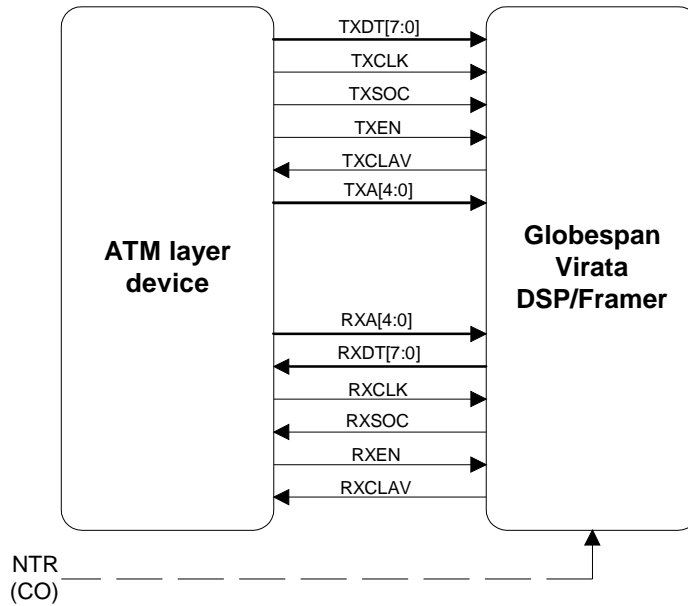 TXDT[7:0]
TXCLK
TXSOC
TXEN
TXCLAV
TXA[4:0]
ATM layer
device
Globespan
Virata
DSP/Framer
RXA[4:0]
RXDT[7:0]
RXCLK
RXSOC
RXEN
RXCLAV
NTR
(CO)